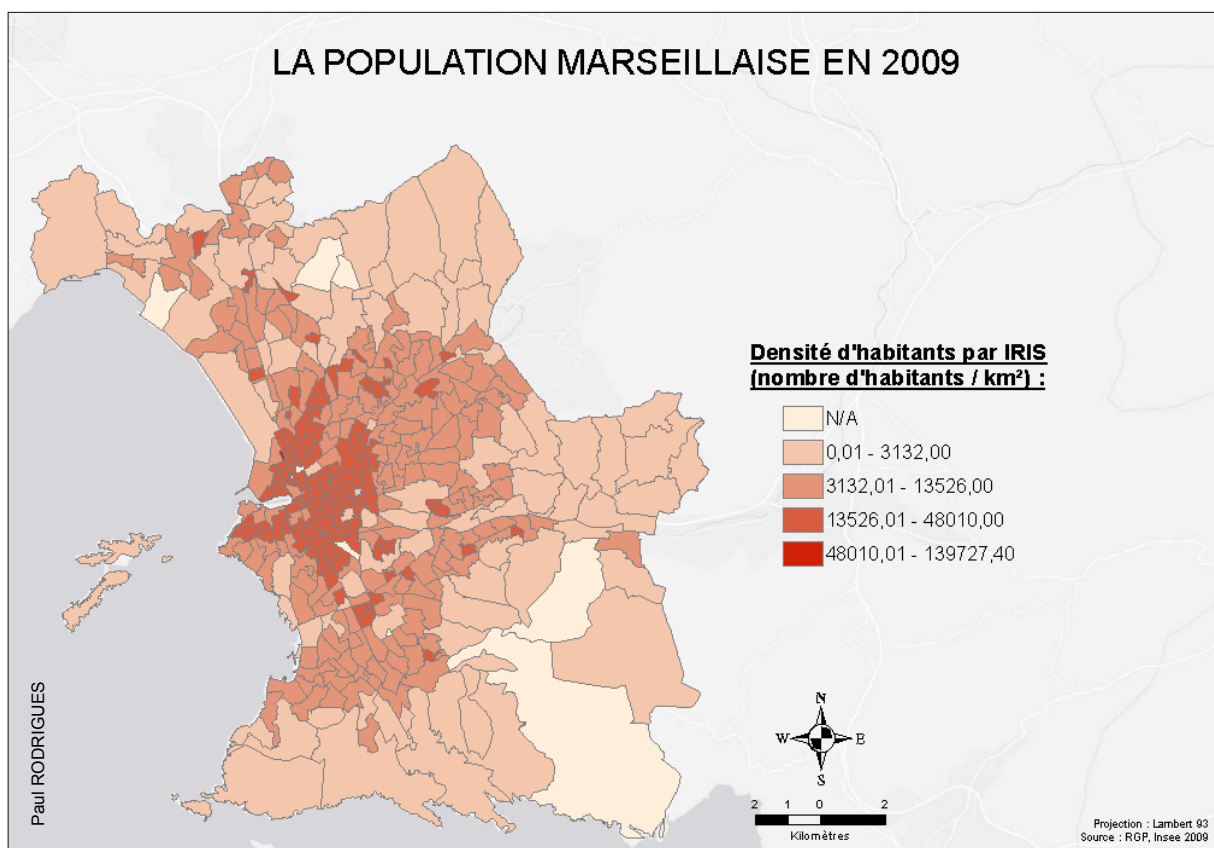 LA POPULATION MARSEILLAISE EN 2009
Densité d'habitants par IRIS
(nombre d'habitants / km²) :
N/A
0,01 - 3132,00
3132,01 - 13526,00
13526,01 - 48010,00
48010,01 - 139727,40
N
W E
S
2 1 0 2
Kilomètres
Paul RODRIGUES
Projection : Lambert 93
Source : RGP, Insee 2009